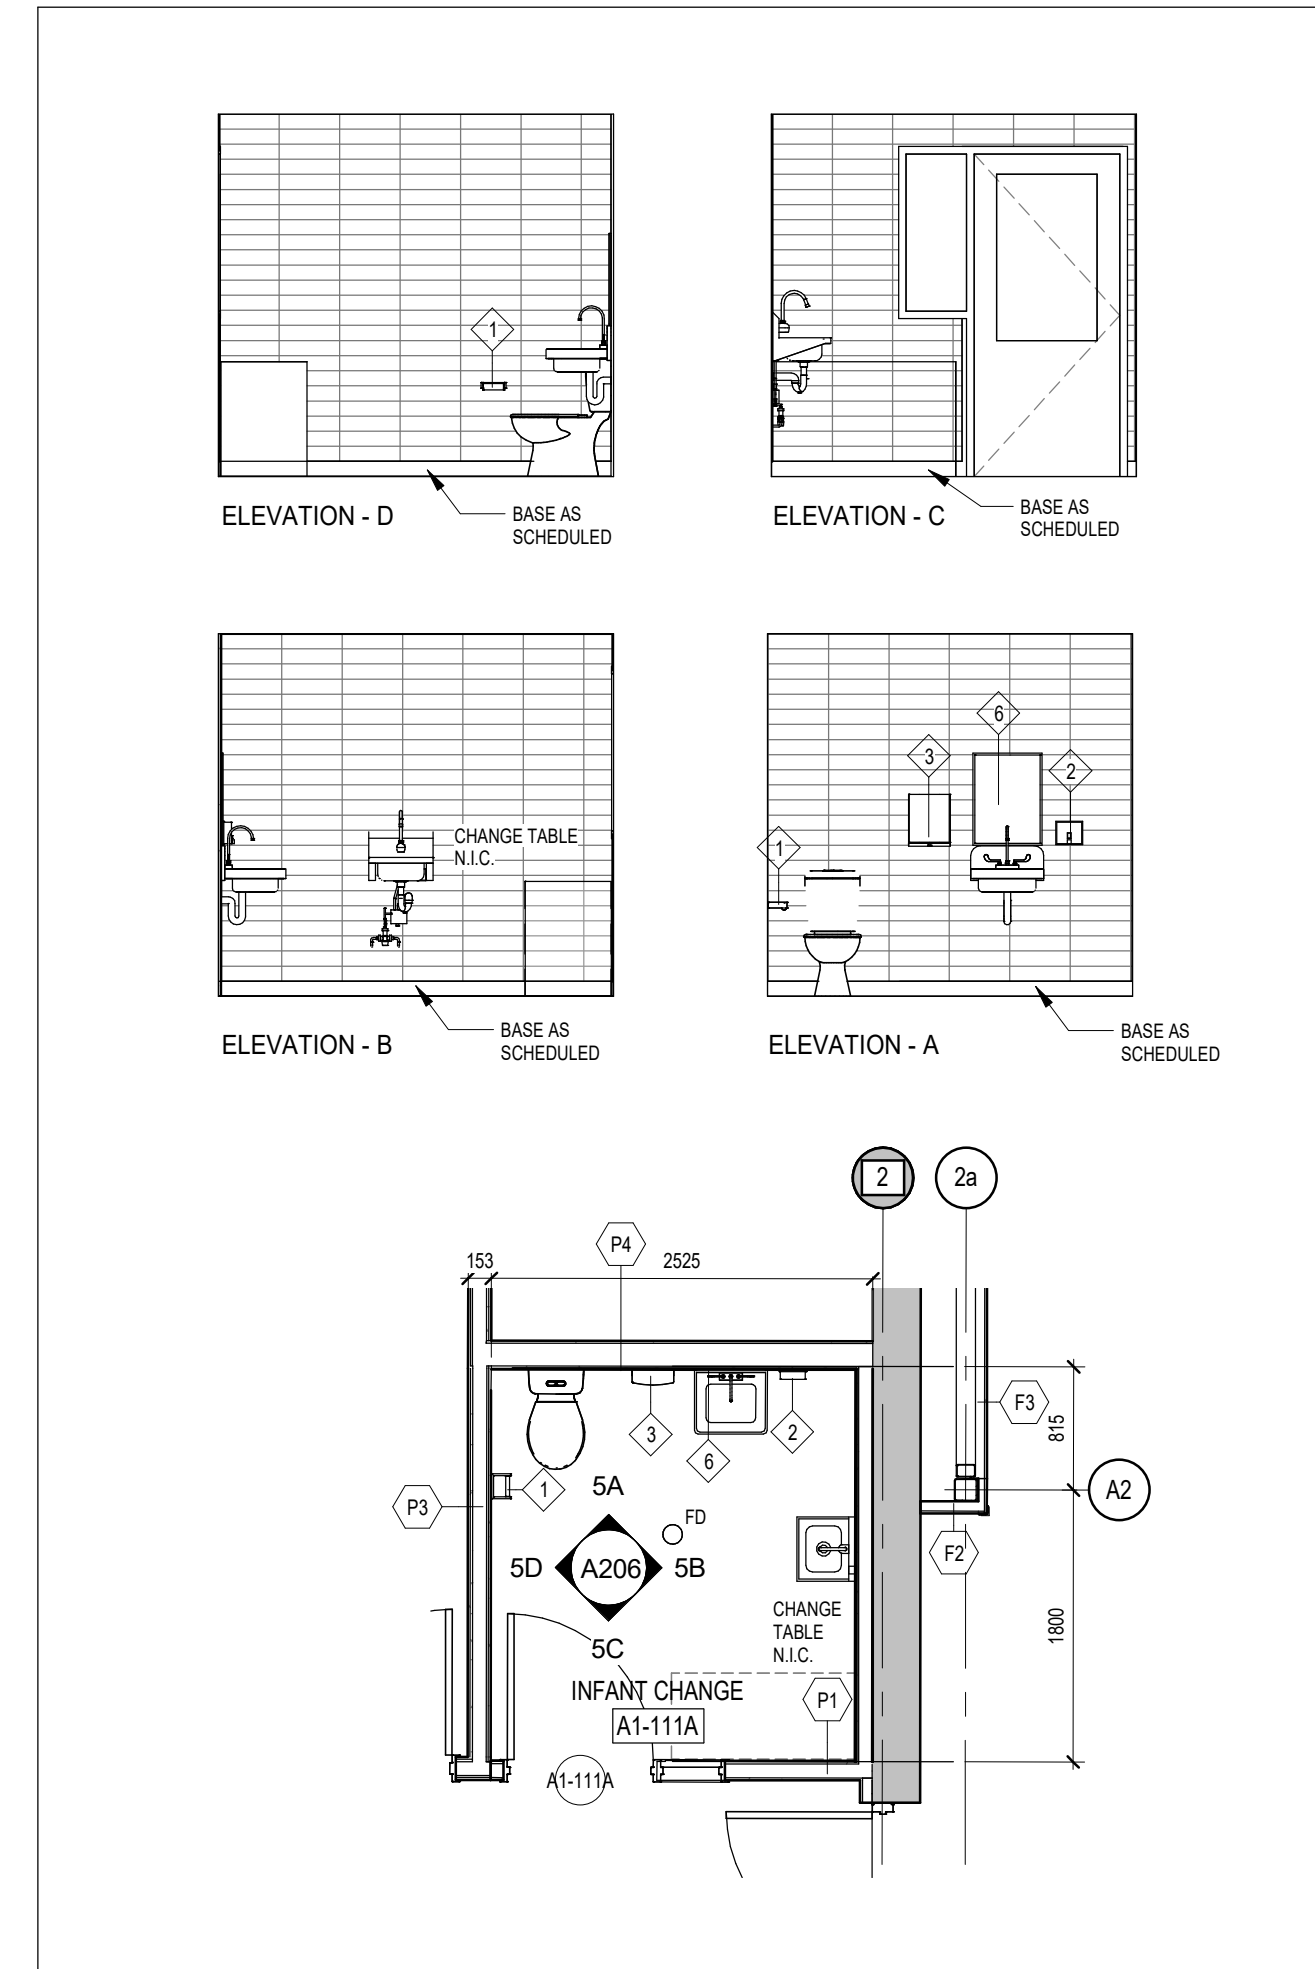 1
ELEVATION - D
BASE AS
SCHEDULED
ELEVATION - C
BASE AS
SCHEDULED
CHANGE TABLE
N.I.C.
ELEVATION - B
BASE AS
SCHEDULED
6
3
2
1
ELEVATION - A
BASE AS
SCHEDULED
2
2a
P4
153
2525
F3
815
3
2
6
1
5A
P3
A2
FD
F2
5D
A206
5B
CHANGE
TABLE
N.I.C.
1800
5C
INFANT CHANGE
P1
A1-111A
A1-111A